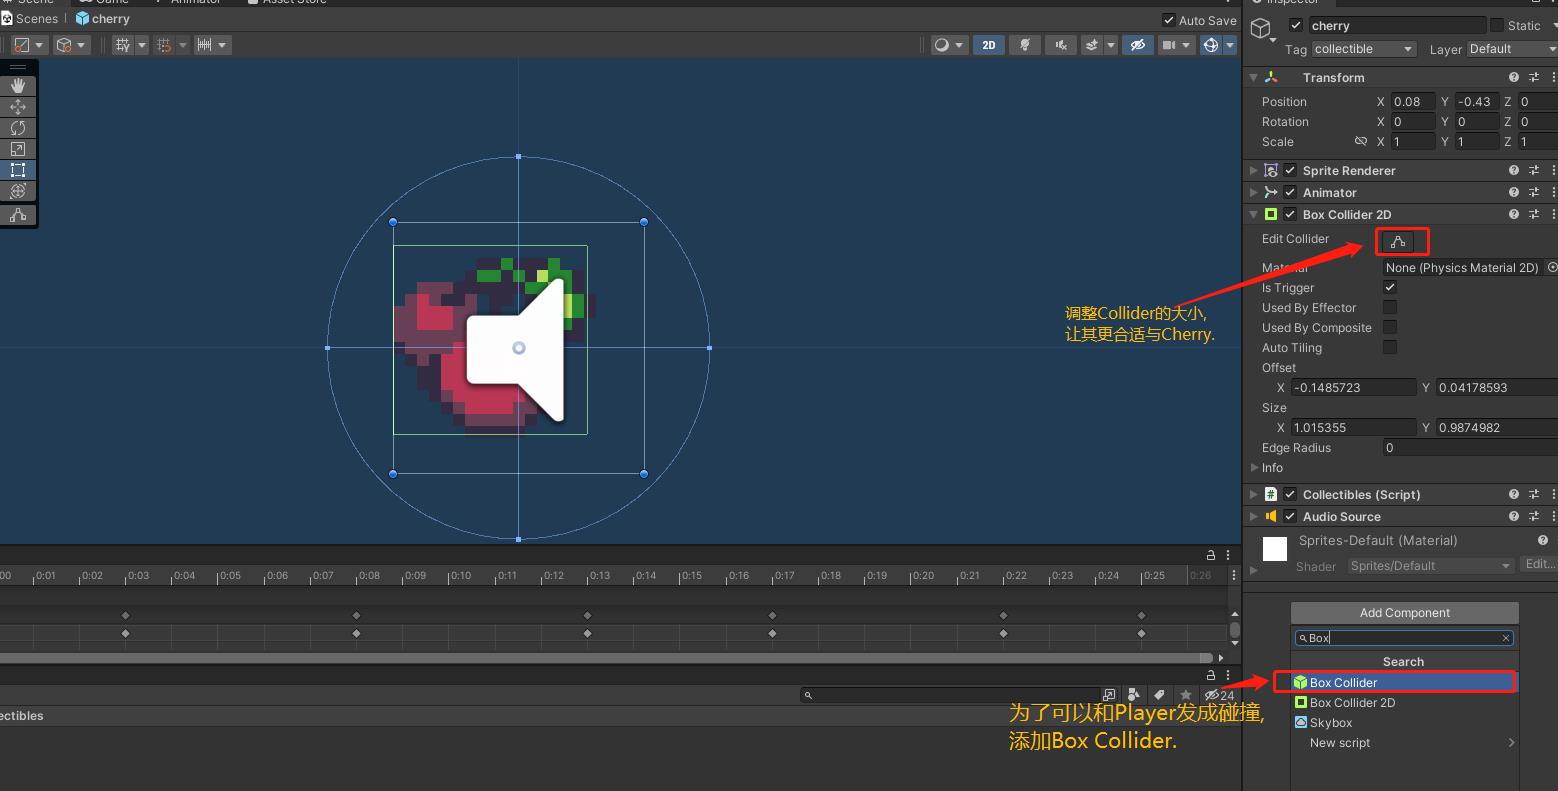 Scene
Game
Animator
Asset Store
Inspector
Scenes
cherry
Auto Save
2D
cherry
Static
Tag
collectible
Layer
Default
Transform
Position
X
0.08
Y
-0.43
Z
0
Rotation
X
0
Y
0
Z
0
Scale
X
1
Y
1
Z
1
Sprite Renderer
Animator
Box Collider 2D
Edit Collider
Material
None (Physics Material 2D)
Is Trigger
Used By Effector
Used By Composite
Auto Tiling
Offset
X
-0.1485723
Y
0.04178593
Size
X
1.015355
Y
0.9874982
Edge Radius
0
Info
Collectibles (Script)
Audio Source
Sprites-Default (Material)
Shader
Sprites/Default
Edit...
调整Collider的大小,
让其更合适与Cherry.
:00
0:01
0:02
0:03
0:04
0:05
0:06
0:07
0:08
0:09
0:10
0:11
0:12
0:13
0:14
0:15
0:16
0:17
0:18
0:19
0:20
0:21
0:22
0:23
0:24
0:25
0:26
24
ectibles
为了可以和Player发成碰撞,
添加Box Collider.
Add Component
Box
Search
Box Collider
Box Collider 2D
Skybox
New script